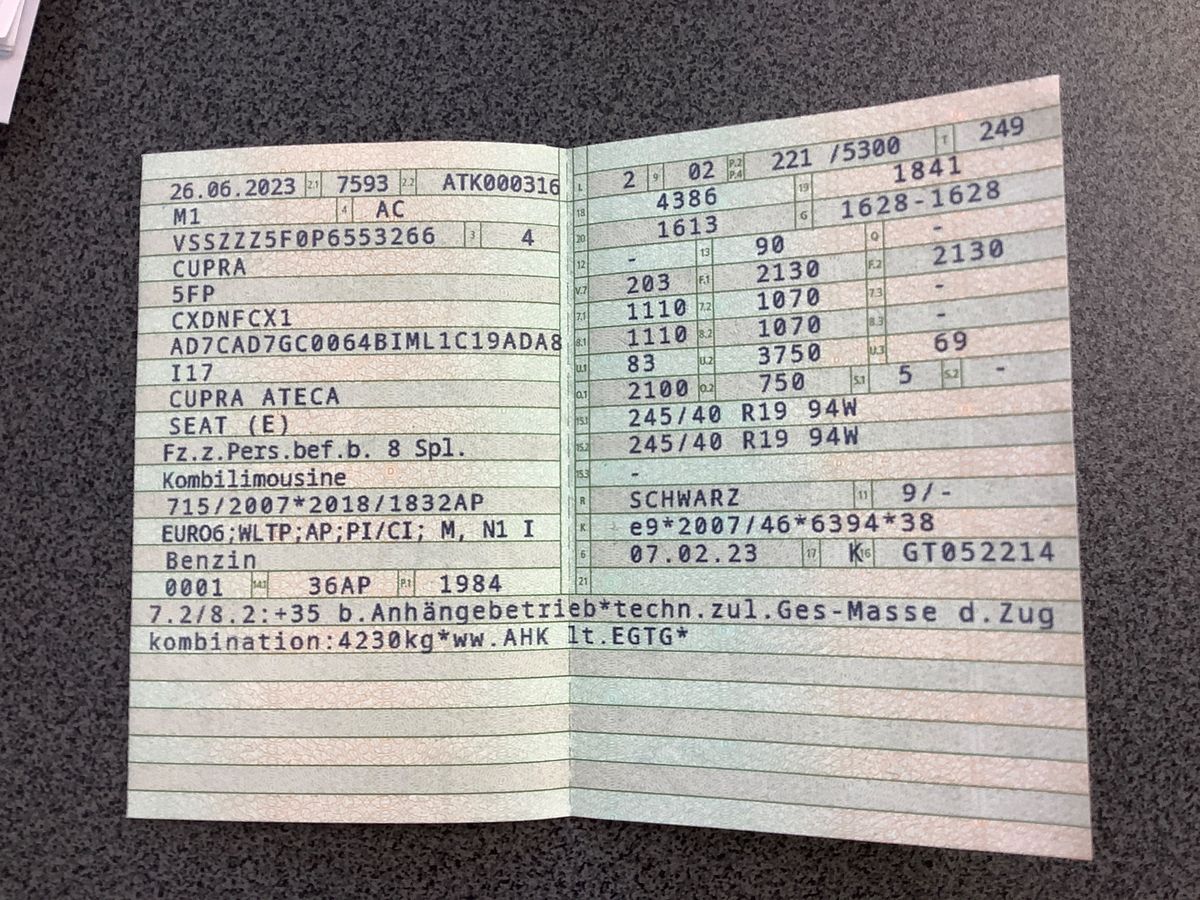 26.06.2023 2.1 7593 2.2 ATK000316
M1 4 AC
VSSZZZ5F0P6553266 3 4
CUPRA
5FP
CXDNFCX1
AD7CAD7GC0064BIML1C19ADA8
I17
CUPRA ATECA
SEAT (E)
Fz.z.Pers.bef.b. 8 Spl.
Kombilimousine
715/2007*2018/1832AP
EURO6;WLTP;AP;PI/CI; M, N1 I
Benzin
0001 14.1 36AP P.1 1984
L 2 9 02 P.2 P.4 221 /5300 T 249
18 4386 19 1841
20 1613 G 1628-1628
12 - 13 90 Q -
V.7 203 F.1 2130 F.2 2130
7.1 1110 7.2 1070 7.3 -
8.1 1110 8.2 1070 8.3 -
U.1 83 U.2 3750 U.3 69
O.1 2100 O.2 750 S.1 5 S.2 -
15.1 245/40 R19 94W
15.2 245/40 R19 94W
15.3 -
R SCHWARZ 11 9/-
K e9*2007/46*6394*38
6 07.02.23 17 K 16 GT052214
21
7.2/8.2:+35 b.Anhängebetrieb*techn.zul.Ges-Masse d.Zug
kombination:4230kg*ww.AHK lt.EGTG*